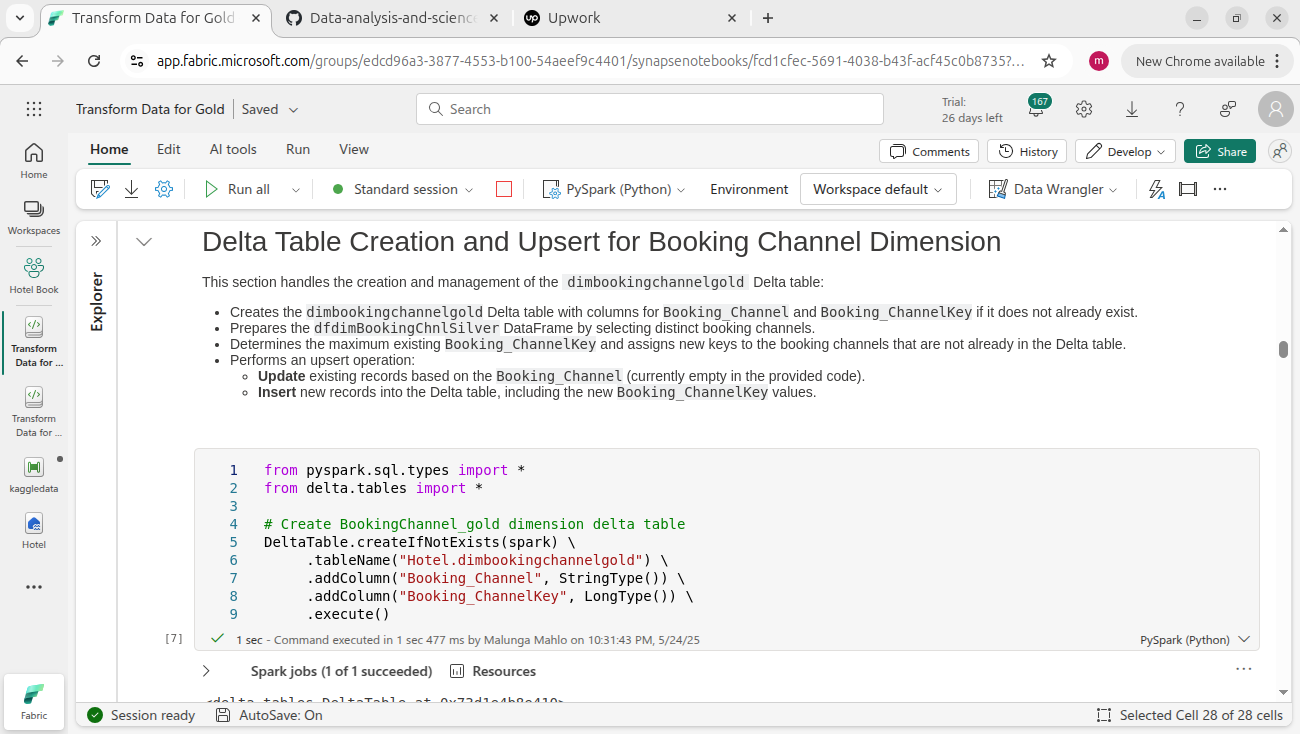 Transform Data for Gold
Data-analysis-and-science
Upwork
app.fabric.microsoft.com/groups/edcd96a3-3877-4553-b100-54aeef9c4401/synapsenotebooks/fcd1cfec-5691-4038-b43f-acf45c0b8735?...
m
New Chrome available
Transform Data for Gold
Saved
Search
Trial:
26 days left
167
Home
Edit
AI tools
Run
View
Comments
History
Develop
Share
Run all
Standard session
PySpark (Python)
Environment
Workspace default
Data Wrangler
Home
Workspaces
Hotel Book
Transform
Data for ...
Transform
Data for ...
kaggledata
Hotel
Fabric
Explorer
Delta Table Creation and Upsert for Booking Channel Dimension
This section handles the creation and management of the dimbookingchannelgold Delta table:
• Creates the dimbookingchannelgold Delta table with columns for Booking_Channel and Booking_ChannelKey if it does not already exist.
• Prepares the dfdimBookingChnlSilver DataFrame by selecting distinct booking channels.
• Determines the maximum existing Booking_ChannelKey and assigns new keys to the booking channels that are not already in the Delta table.
• Performs an upsert operation:
◦ Update existing records based on the Booking_Channel (currently empty in the provided code).
◦ Insert new records into the Delta table, including the new Booking_ChannelKey values.
1 from pyspark.sql.types import *
2 from delta.tables import *
3
4 # Create BookingChannel_gold dimension delta table
5 DeltaTable.createIfNotExists(spark) \
6 .tableName("Hotel.dimbookingchannelgold") \
7 .addColumn("Booking_Channel", StringType()) \
8 .addColumn("Booking_ChannelKey", LongType()) \
9 .execute()
[7]
1 sec - Command executed in 1 sec 477 ms by Malunga Mahlo on 10:31:43 PM, 5/24/25
PySpark (Python)
Spark jobs (1 of 1 succeeded)
Resources
Session ready
AutoSave: On
Selected Cell 28 of 28 cells